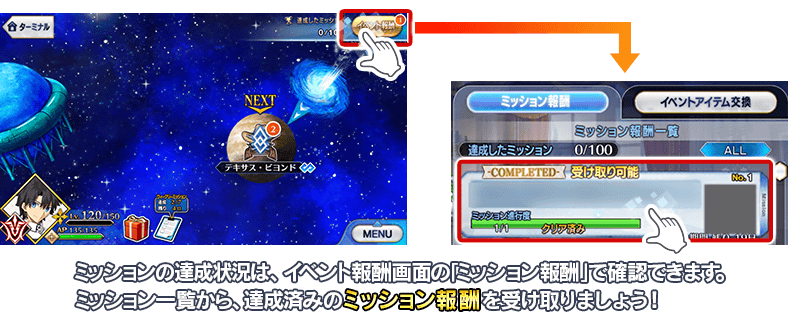 ターミナル
達成したミッション
0/10
イベント報酬
1
NEXT
2
テキサス・ビヨンド
Lv.120/150
AP 135/135
MENU
ミッション報酬
イベントアイテム交換
ミッション報酬一覧
達成したミッション 0/100
ALL
COMPLETED 受け取り可能
No.1
Mission
ミッション進行度
1/1 クリア済み
ミッションの達成状況は、イベント報酬画面の「ミッション報酬」で確認できます。
ミッション一覧から、達成済みのミッション報酬を受け取りましょう!